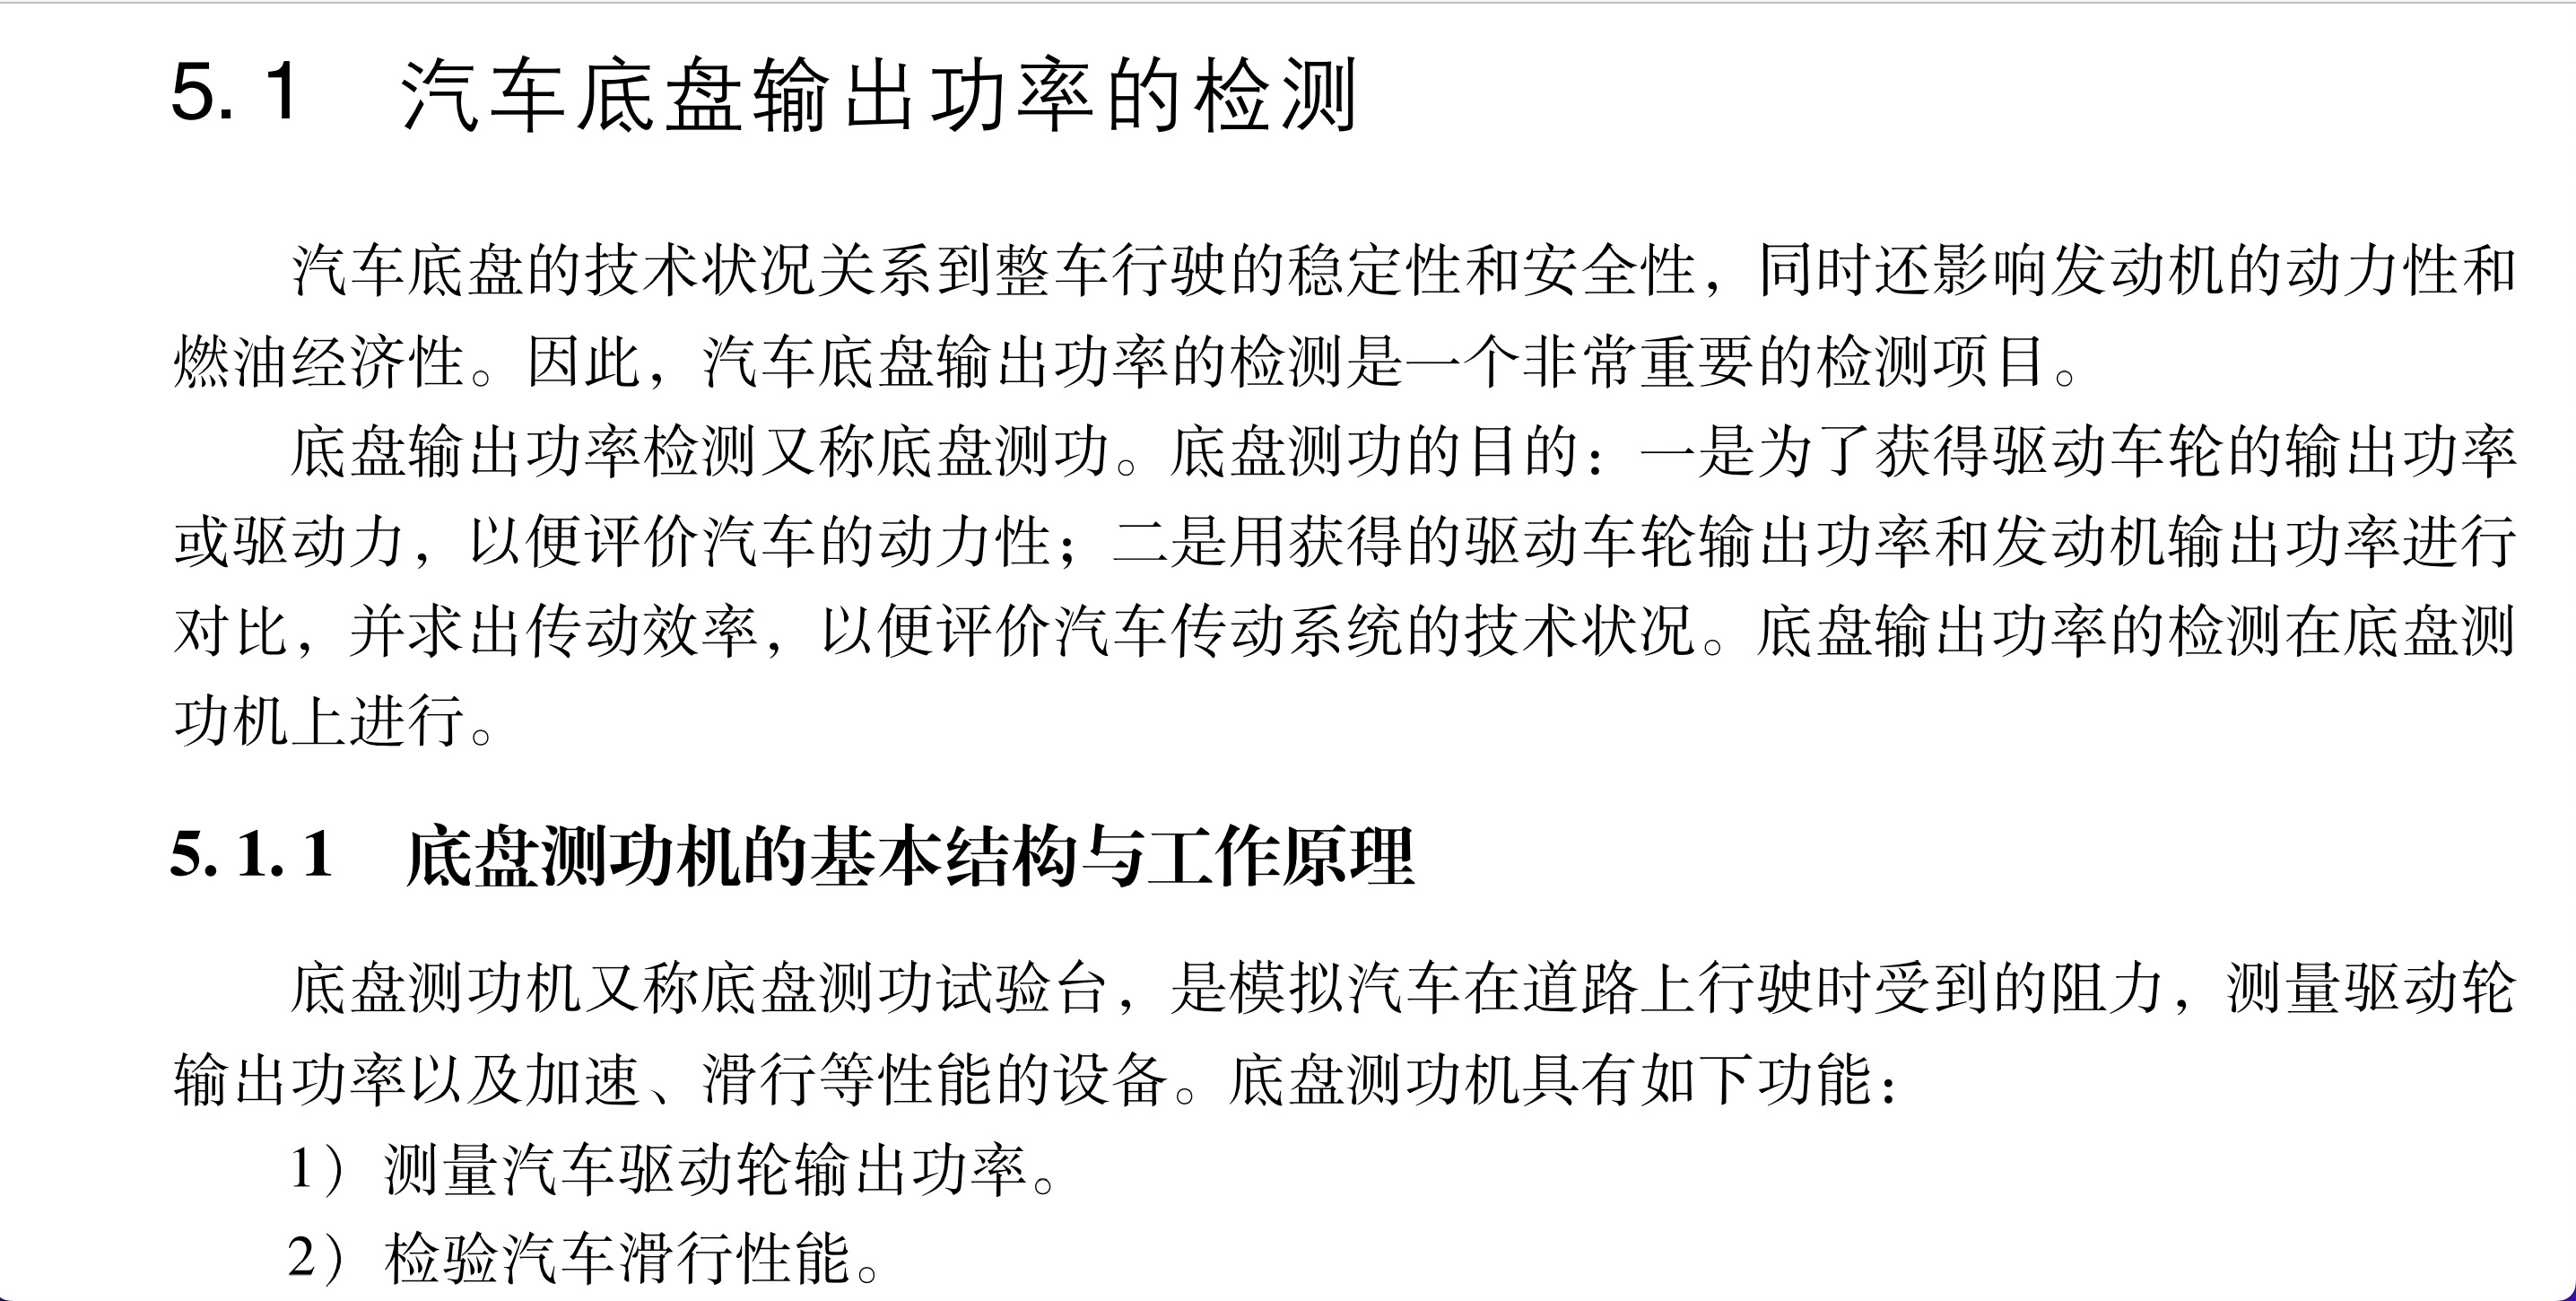 5.1 汽车底盘输出功率的检测
汽车底盘的技术状况关系到整车行驶的稳定性和安全性，同时还影响发动机的动力性和
燃油经济性。因此，汽车底盘输出功率的检测是一个非常重要的检测项目。
底盘输出功率检测又称底盘测功。底盘测功的目的：一是为了获得驱动车轮的输出功率
或驱动力，以便评价汽车的动力性；二是用获得的驱动车轮输出功率和发动机输出功率进行
对比，并求出传动效率，以便评价汽车传动系统的技术状况。底盘输出功率的检测在底盘测
功机上进行。
5.1.1 底盘测功机的基本结构与工作原理
底盘测功机又称底盘测功试验台，是模拟汽车在道路上行驶时受到的阻力，测量驱动轮
输出功率以及加速、滑行等性能的设备。底盘测功机具有如下功能：
1）测量汽车驱动轮输出功率。
2）检验汽车滑行性能。